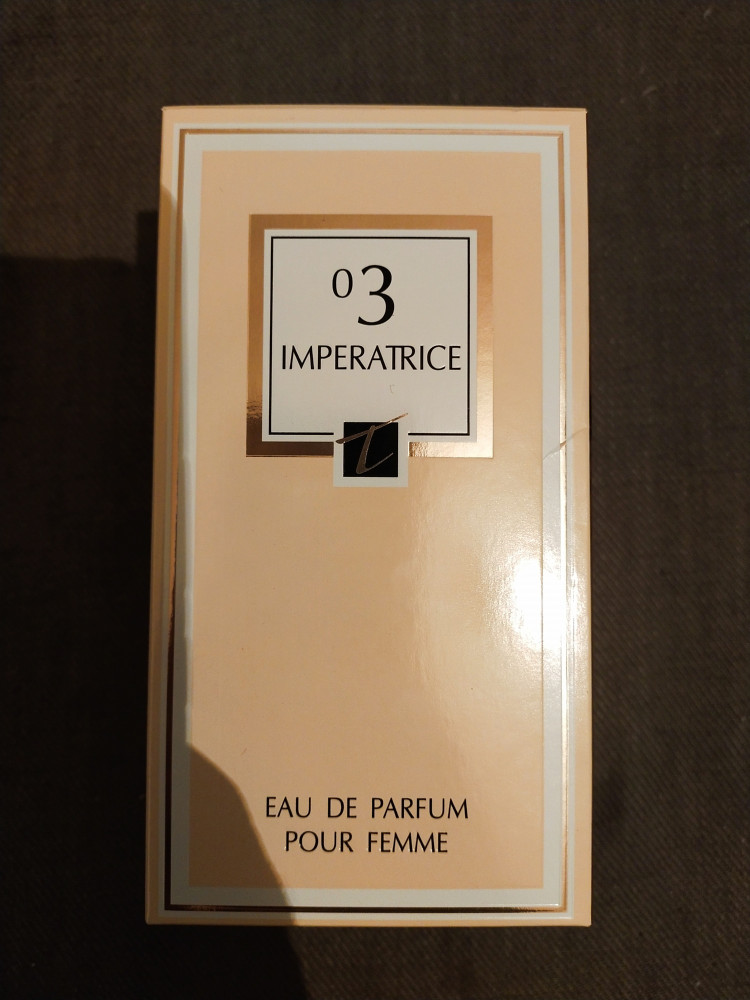 03
IMPERATRICE
t
EAU DE PARFUM
POUR FEMME